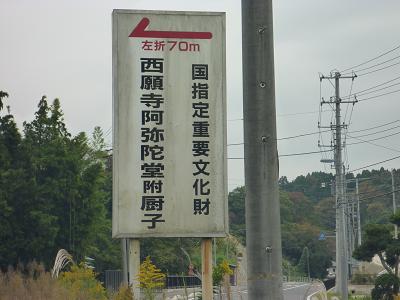 左折70m
国指定重要文化財
西願寺阿弥陀堂附厨子